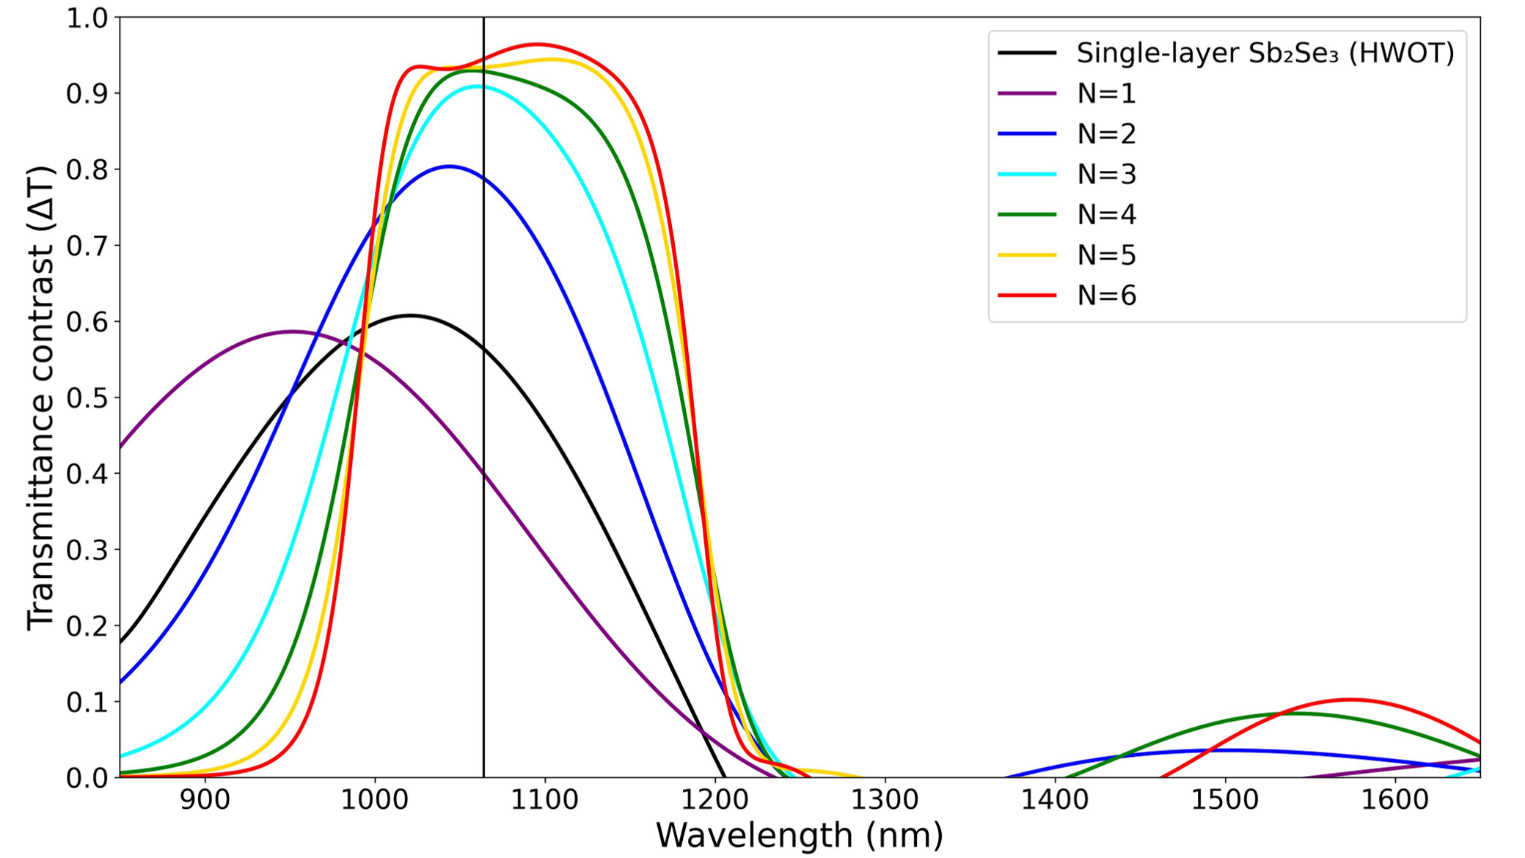 1.0
0.9
0.8
0.7
0.6
0.5
0.4
0.3
0.2
0.1
0.0
Transmittance contrast (ΔT)
Single-layer Sb₂Se₃ (HWOT)
N=1
N=2
N=3
N=4
N=5
N=6
900 1000 1100 1200 1300 1400 1500 1600
Wavelength (nm)